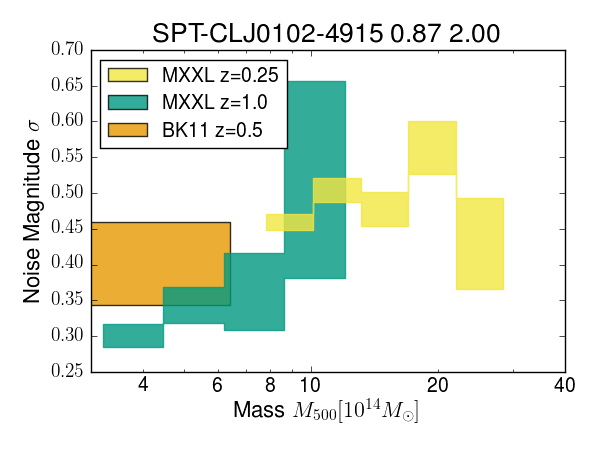 SPT-CLJ0102-4915 0.87 2.00
0.70
0.65
0.60
0.55
0.50
0.45
0.40
0.35
0.30
0.25
Noise Magnitude σ
MXXL z=0.25
MXXL z=1.0
BK11 z=0.5
4 6 8 10 20 40
Mass M₅₀₀[10¹⁴M☉]